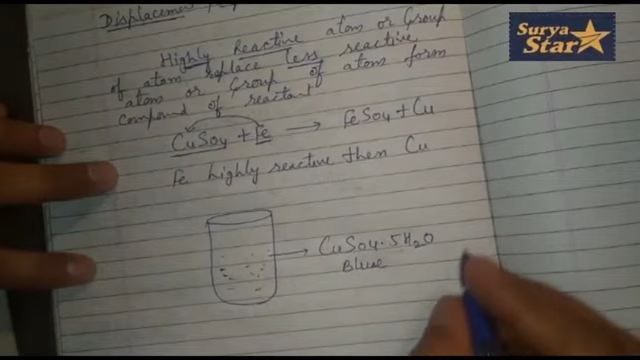 Displacement
Highly Reactive atom or Group
of atom replace less reactive
atom or Group of atom form
compound of reactant
CuSo4 + Fe → FeSo4 + Cu
Fe highly reactive then Cu
CuSo4.5H2O
Blue
Surya
Star